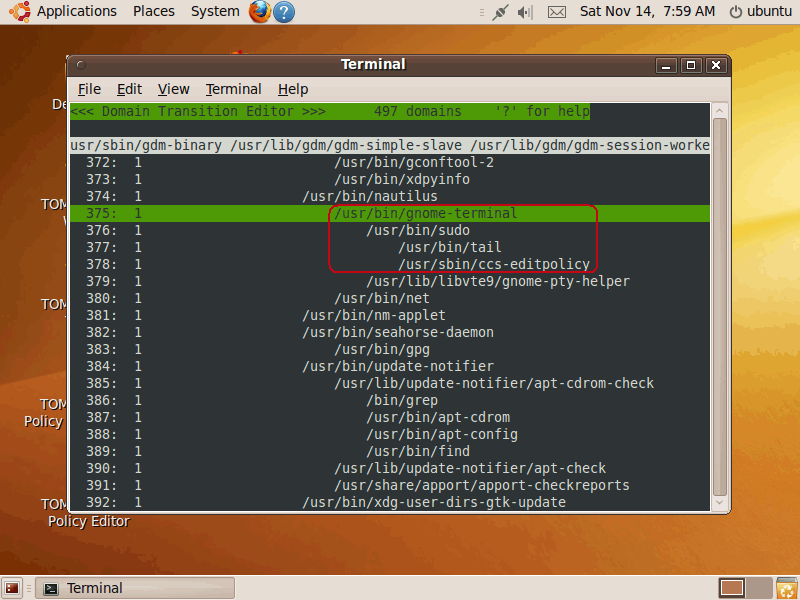 Applications Places System Sat Nov 14, 7:59 AM ubuntu
Terminal
File Edit View Terminal Help
<<< Domain Transition Editor >>> 497 domains '?' for help
usr/sbin/gdm-binary /usr/lib/gdm/gdm-simple-slave /usr/lib/gdm/gdm-session-worke
372: 1 /usr/bin/gconftool-2
373: 1 /usr/bin/xdpyinfo
374: 1 /usr/bin/nautilus
375: 1 /usr/bin/gnome-terminal
376: 1 /usr/bin/sudo
377: 1 /usr/bin/tail
378: 1 /usr/sbin/ccs-editpolicy
379: 1 /usr/lib/libvte9/gnome-pty-helper
380: 1 /usr/bin/net
381: 1 /usr/bin/nm-applet
382: 1 /usr/bin/seahorse-daemon
383: 1 /usr/bin/gpg
384: 1 /usr/bin/update-notifier
385: 1 /usr/lib/update-notifier/apt-cdrom-check
386: 1 /bin/grep
387: 1 /usr/bin/apt-cdrom
388: 1 /usr/bin/apt-config
389: 1 /usr/bin/find
390: 1 /usr/lib/update-notifier/apt-check
391: 1 /usr/share/apport/apport-checkreports
392: 1 /usr/bin/xdg-user-dirs-gtk-update
De
TOM
TOM
TOM
Policy
TOM
Policy Editor
Terminal